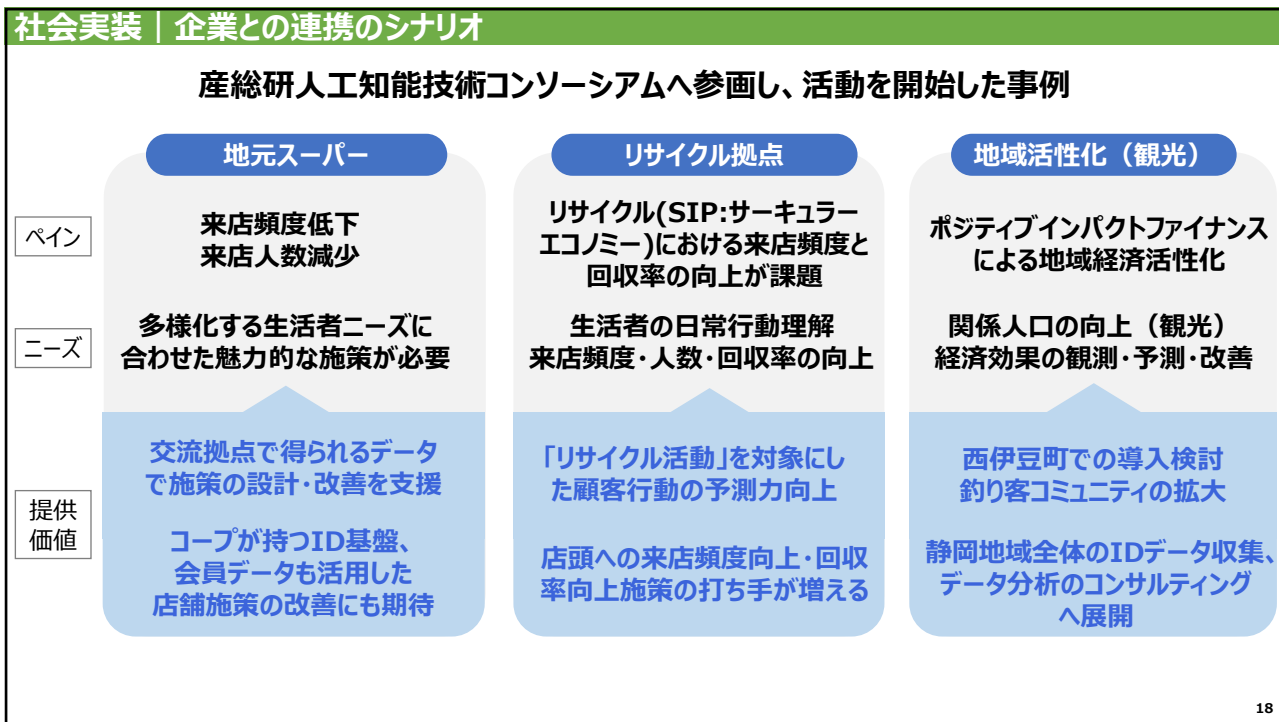 社会実装｜企業との連携のシナリオ
産総研人工知能技術コンソーシアムへ参画し、活動を開始した事例
地元スーパー
リサイクル拠点
地域活性化（観光）
ペイン
来店頻度低下
来店人数減少
リサイクル(SIP:サーキュラー
エコノミー)における来店頻度と
回収率の向上が課題
ポジティブインパクトファイナンス
による地域経済活性化
ニーズ
多様化する生活者ニーズに
合わせた魅力的な施策が必要
生活者の日常行動理解
来店頻度･人数･回収率の向上
関係人口の向上（観光）
経済効果の観測･予測･改善
提供
価値
交流拠点で得られるデータ
で施策の設計･改善を支援
コープが持つID基盤、
会員データも活用した
店舗施策の改善にも期待
「リサイクル活動」を対象にし
た顧客行動の予測力向上
店頭への来店頻度向上･回収
率向上施策の打ち手が増える
西伊豆町での導入検討
釣り客コミュニティの拡大
静岡地域全体のIDデータ収集、
データ分析のコンサルティング
へ展開
18